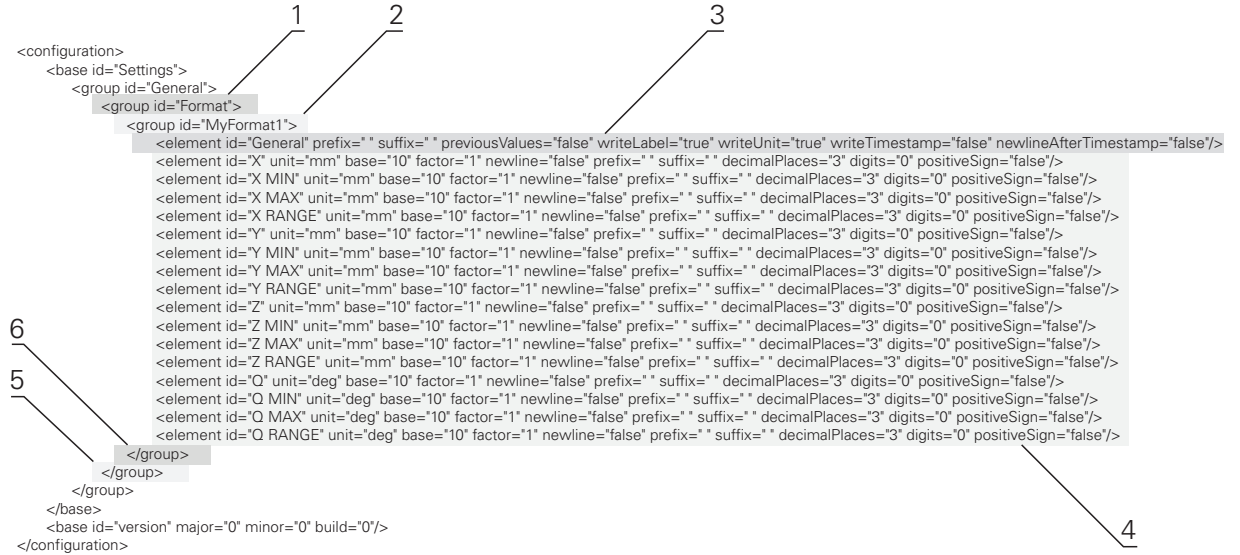 1 2 3
<configuration>
<base id="Settings">
<group id="General">
<group id="Format">
<group id="MyFormat1">
<element id="General" prefix=" " suffix=" " previousValues="false" writeLabel="true" writeUnit="true" writeTimestamp="false" newlineAfterTimestamp="false"/>
<element id="X" unit="mm" base="10" factor="1" newline="false" prefix=" " suffix=" " decimalPlaces="3" digits="0" positiveSign="false"/>
<element id="X MIN" unit="mm" base="10" factor="1" newline="false" prefix=" " suffix=" " decimalPlaces="3" digits="0" positiveSign="false"/>
<element id="X MAX" unit="mm" base="10" factor="1" newline="false" prefix=" " suffix=" " decimalPlaces="3" digits="0" positiveSign="false"/>
<element id="X RANGE" unit="mm" base="10" factor="1" newline="false" prefix=" " suffix=" " decimalPlaces="3" digits="0" positiveSign="false"/>
<element id="Y" unit="mm" base="10" factor="1" newline="false" prefix=" " suffix=" " decimalPlaces="3" digits="0" positiveSign="false"/>
<element id="Y MIN" unit="mm" base="10" factor="1" newline="false" prefix=" " suffix=" " decimalPlaces="3" digits="0" positiveSign="false"/>
<element id="Y MAX" unit="mm" base="10" factor="1" newline="false" prefix=" " suffix=" " decimalPlaces="3" digits="0" positiveSign="false"/>
<element id="Y RANGE" unit="mm" base="10" factor="1" newline="false" prefix=" " suffix=" " decimalPlaces="3" digits="0" positiveSign="false"/>
<element id="Z" unit="mm" base="10" factor="1" newline="false" prefix=" " suffix=" " decimalPlaces="3" digits="0" positiveSign="false"/>
<element id="Z MIN" unit="mm" base="10" factor="1" newline="false" prefix=" " suffix=" " decimalPlaces="3" digits="0" positiveSign="false"/>
<element id="Z MAX" unit="mm" base="10" factor="1" newline="false" prefix=" " suffix=" " decimalPlaces="3" digits="0" positiveSign="false"/>
<element id="Z RANGE" unit="mm" base="10" factor="1" newline="false" prefix=" " suffix=" " decimalPlaces="3" digits="0" positiveSign="false"/>
<element id="Q" unit="deg" base="10" factor="1" newline="false" prefix=" " suffix=" " decimalPlaces="3" digits="0" positiveSign="false"/>
<element id="Q MIN" unit="deg" base="10" factor="1" newline="false" prefix=" " suffix=" " decimalPlaces="3" digits="0" positiveSign="false"/>
<element id="Q MAX" unit="deg" base="10" factor="1" newline="false" prefix=" " suffix=" " decimalPlaces="3" digits="0" positiveSign="false"/>
<element id="Q RANGE" unit="deg" base="10" factor="1" newline="false" prefix=" " suffix=" " decimalPlaces="3" digits="0" positiveSign="false"/>
</group>
</group>
</group>
</base>
<base id="version" major="0" minor="0" build="0"/>
</configuration>
6
5
4